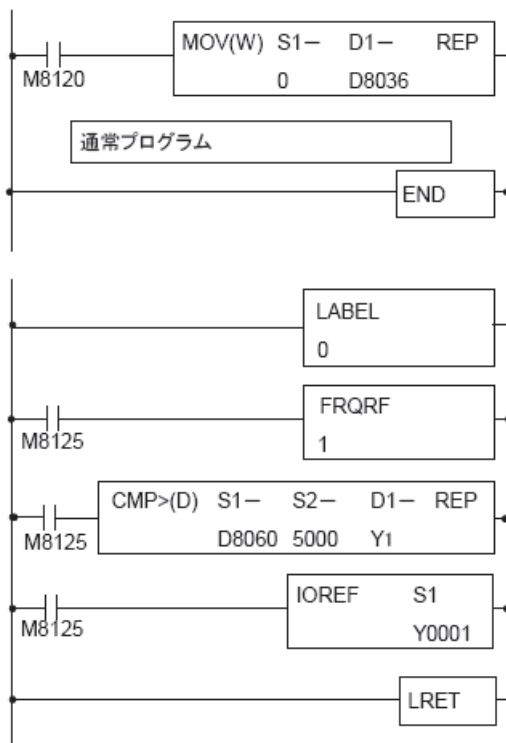 MOV(W) S1－ D1－ REP
M8120
0 D8036
通常プログラム
END
LABEL
0
FRQRF
M8125
1
CMP>(D) S1－ S2－ D1－ REP
M8125
D8060 5000 Y1
IOREF S1
M8125
Y0001
LRET